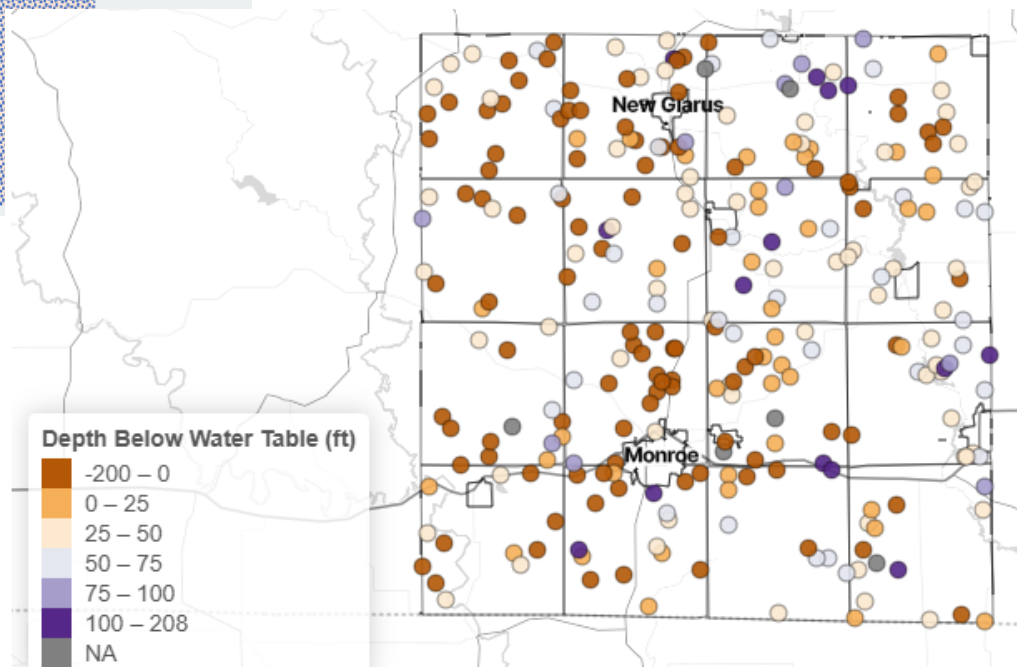 New Glarus
Monroe
Depth Below Water Table (ft)
-200 – 0
0 – 25
25 – 50
50 – 75
75 – 100
100 – 208
NA